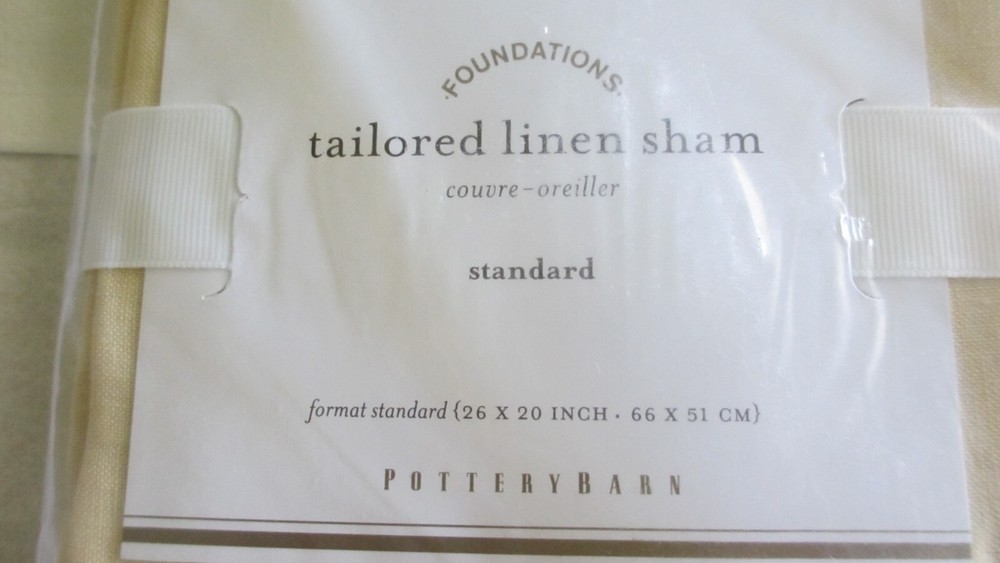 ·FOUNDATIONS·
tailored linen sham
couvre-oreiller
standard
format standard {26 X 20 INCH · 66 X 51 CM}
POTTERYBARN